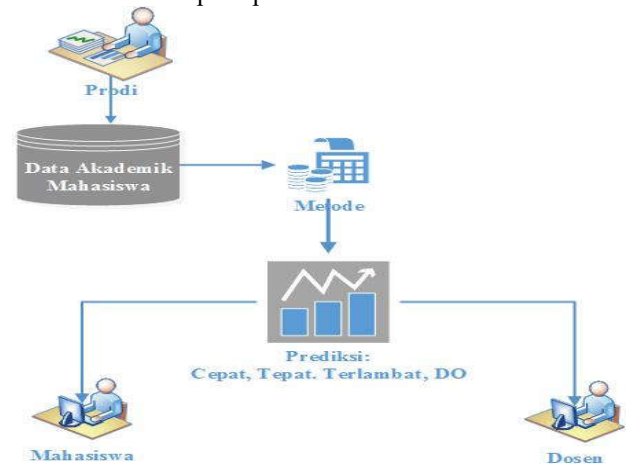 Prodi
Data Akademik
Mahasiswa
Metode
Prediksi:
Cepat, Tepat. Terlambat, DO
Mahasiswa
Dosen